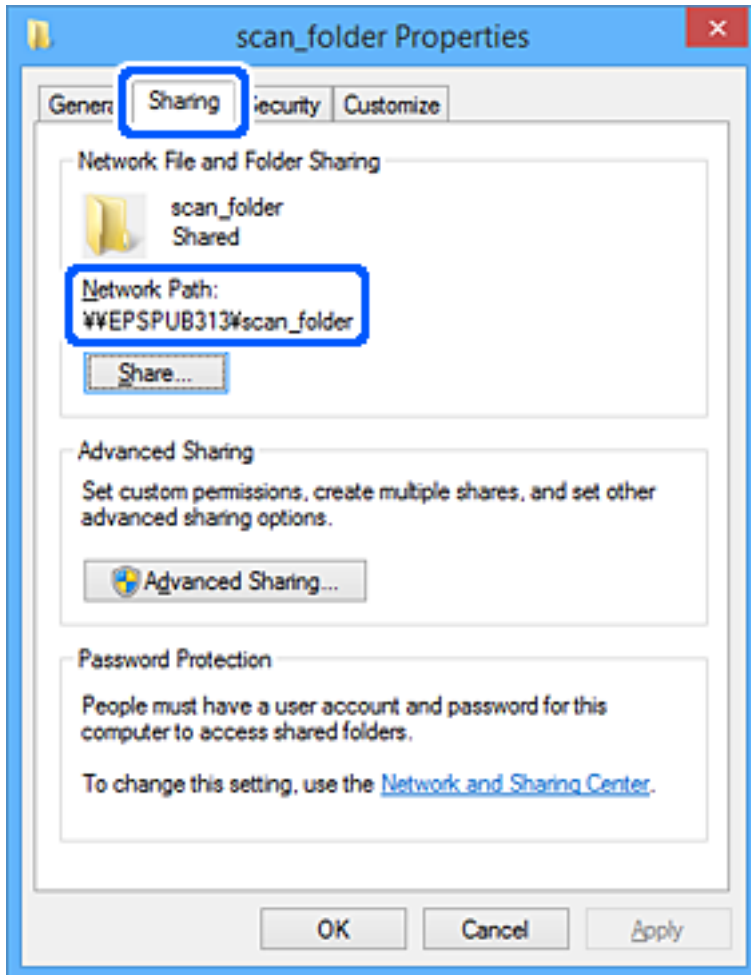 scan_folder Properties
General Sharing Security Customize
Network File and Folder Sharing
scan_folder
Shared
Network Path:
¥¥EPSPUB313¥scan_folder
Share...
Advanced Sharing
Set custom permissions, create multiple shares, and set other
advanced sharing options.
Advanced Sharing...
Password Protection
People must have a user account and password for this
computer to access shared folders.
To change this setting, use the Network and Sharing Center.
OK Cancel Apply